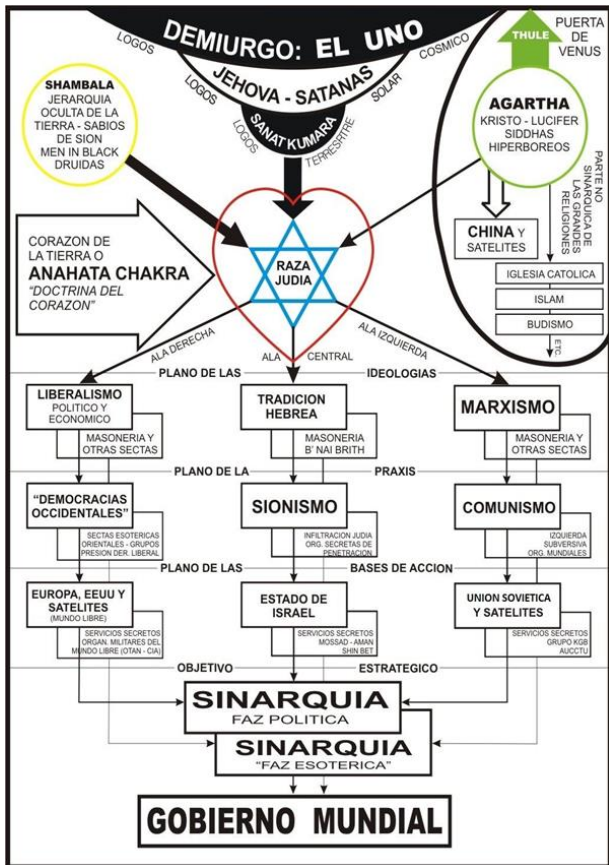 LOGOS
DEMIURGO: EL UNO
COSMICO
LOGOS
JEHOVA - SATANAS
SOLAR
LOGOS
SANAT KUMARA
TERRESRTRE
THULE
PUERTA
DE
VENUS
SHAMBALA
JERARQUIA
OCULTA DE LA
TIERRA - SABIOS
DE SION
MEN IN BLACK
DRUIDAS
AGARTHA
KRISTO - LUCIFER
SIDDHAS
HIPERBOREOS
PARTE NO
SINARQUICA DE
LAS GRANDES
RELIGIONES
CHINA Y
SATELITES
IGLESIA CATOLICA
ISLAM
BUDISMO
ETC.
CORAZON DE
LA TIERRA O
ANAHATA CHAKRA
"DOCTRINA DEL
CORAZON"
RAZA
JUDIA
ALA DERECHA
ALA CENTRAL
ALA IZQUIERDA
PLANO DE LAS IDEOLOGIAS
LIBERALISMO
POLITICO Y
ECONOMICO
MASONERIA Y
OTRAS SECTAS
TRADICION
HEBREA
MASONERIA
B' NAI BRITH
MARXISMO
MASONERIA Y
OTRAS SECTAS
PLANO DE LA PRAXIS
"DEMOCRACIAS
OCCIDENTALES"
SECTAS ESOTERICAS
ORIENTALES - GRUPOS
PRESION DER. LIBERAL
SIONISMO
INFILTRACION JUDIA
ORG. SECRETAS DE
PENETRACION
COMUNISMO
IZQUIERDA
SUBVERSIVA
ORG. MUNDIALES
PLANO DE LAS BASES DE ACCION
EUROPA, EEUU Y
SATELITES
(MUNDO LIBRE)
SERVICIOS SECRETOS
ORGAN. MILITARES DEL
MUNDO LIBRE (OTAN - CIA)
ESTADO DE
ISRAEL
SERVICIOS SECRETOS
MOSSAD - AMAN
SHIN BET
UNION SOVIETICA
Y SATELITES
SERVICIOS SECRETOS
GRUPO KGB
AUCCTU
OBJETIVO ESTRATEGICO
SINARQUIA
FAZ POLITICA
SINARQUIA
"FAZ ESOTERICA"
GOBIERNO MUNDIAL